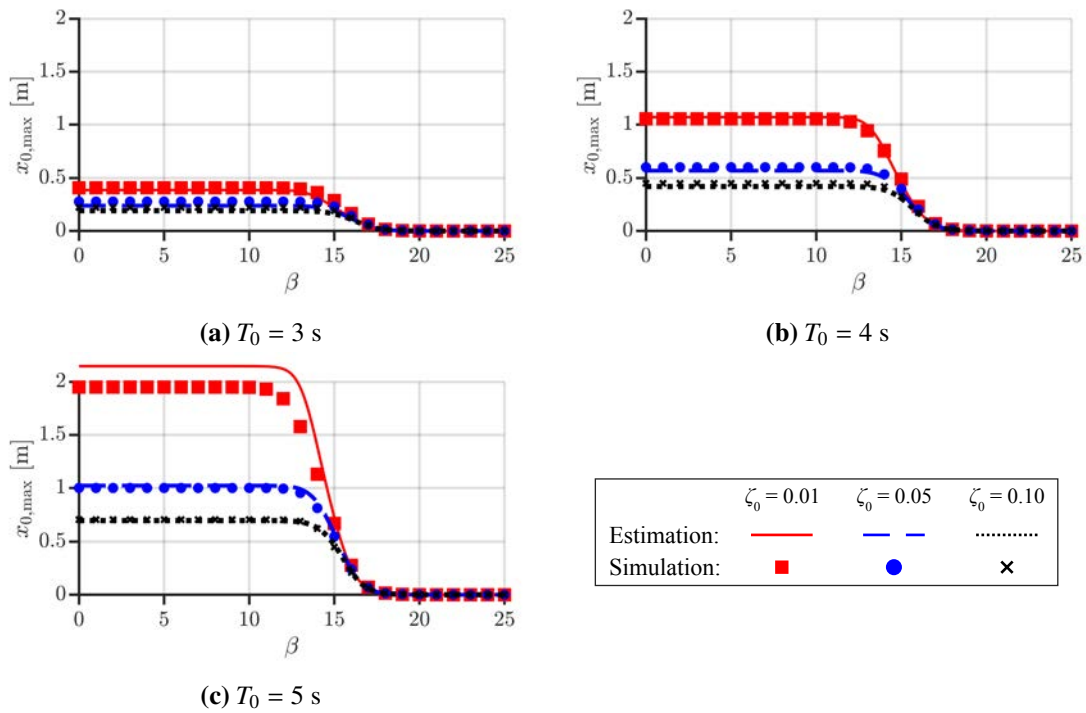 2
1.5
1
0.5
0
x0,max [m]
0 5 10 15 20 25
β
(a) T0 = 3 s
2
1.5
1
0.5
0
x0,max [m]
0 5 10 15 20 25
β
(b) T0 = 4 s
2
1.5
1
0.5
0
x0,max [m]
0 5 10 15 20 25
β
(c) T0 = 5 s
ζ0 = 0.01 ζ0 = 0.05 ζ0 = 0.10
Estimation:
Simulation: